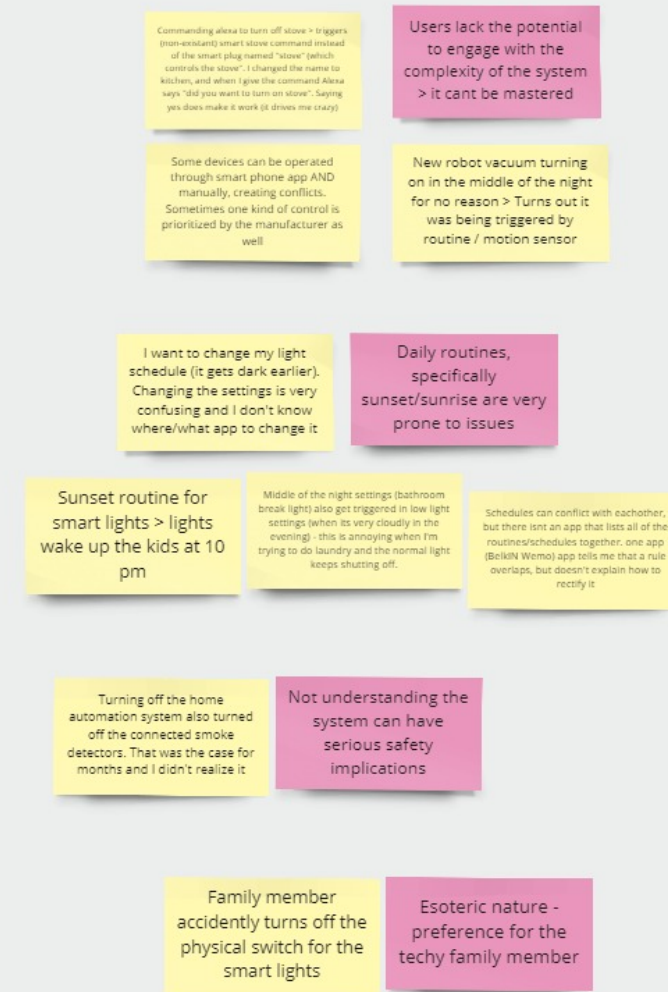 Commanding alexa to turn off stove > triggers
(non-existant) smart stove command instead
of the smart plug named "stove" (which
controls the stove". I changed the name to
kitchen, and when I give the command Alexa
says "did you want to turn on stove". Saying
yes does make it work (it drives me crazy)
Users lack the potential
to engage with the
complexity of the system
> it cant be mastered
Some devices can be operated
through smart phone app AND
manually, creating conflicts.
Sometimes one kind of control is
prioritized by the manufacturer as
well
New robot vacuum turning
on in the middle of the night
for no reason > Turns out it
was being triggered by
routine / motion sensor
I want to change my light
schedule (it gets dark earlier).
Changing the settings is very
confusing and I don't know
where/what app to change it
Daily routines,
specifically
sunset/sunrise are very
prone to issues
Sunset routine for
smart lights > lights
wake up the kids at 10
pm
Middle of the night settings (bathroom
break light) also get triggered in low light
settings (when its very cloudly in the
evening) - this is annoying when I'm
trying to do laundry and the normal light
keeps shutting off.
Schedules can conflict with eachother,
but there isnt an app that lists all of the
routines/schedules together. one app
(BelkIN Wemo) app tells me that a rule
overlaps, but doesn't explain how to
rectify it
Turning off the home
automation system also turned
off the connected smoke
detectors. That was the case for
months and I didn't realize it
Not understanding the
system can have
serious safety
implications
Family member
accidently turns off the
physical switch for the
smart lights
Esoteric nature -
preference for the
techy family member